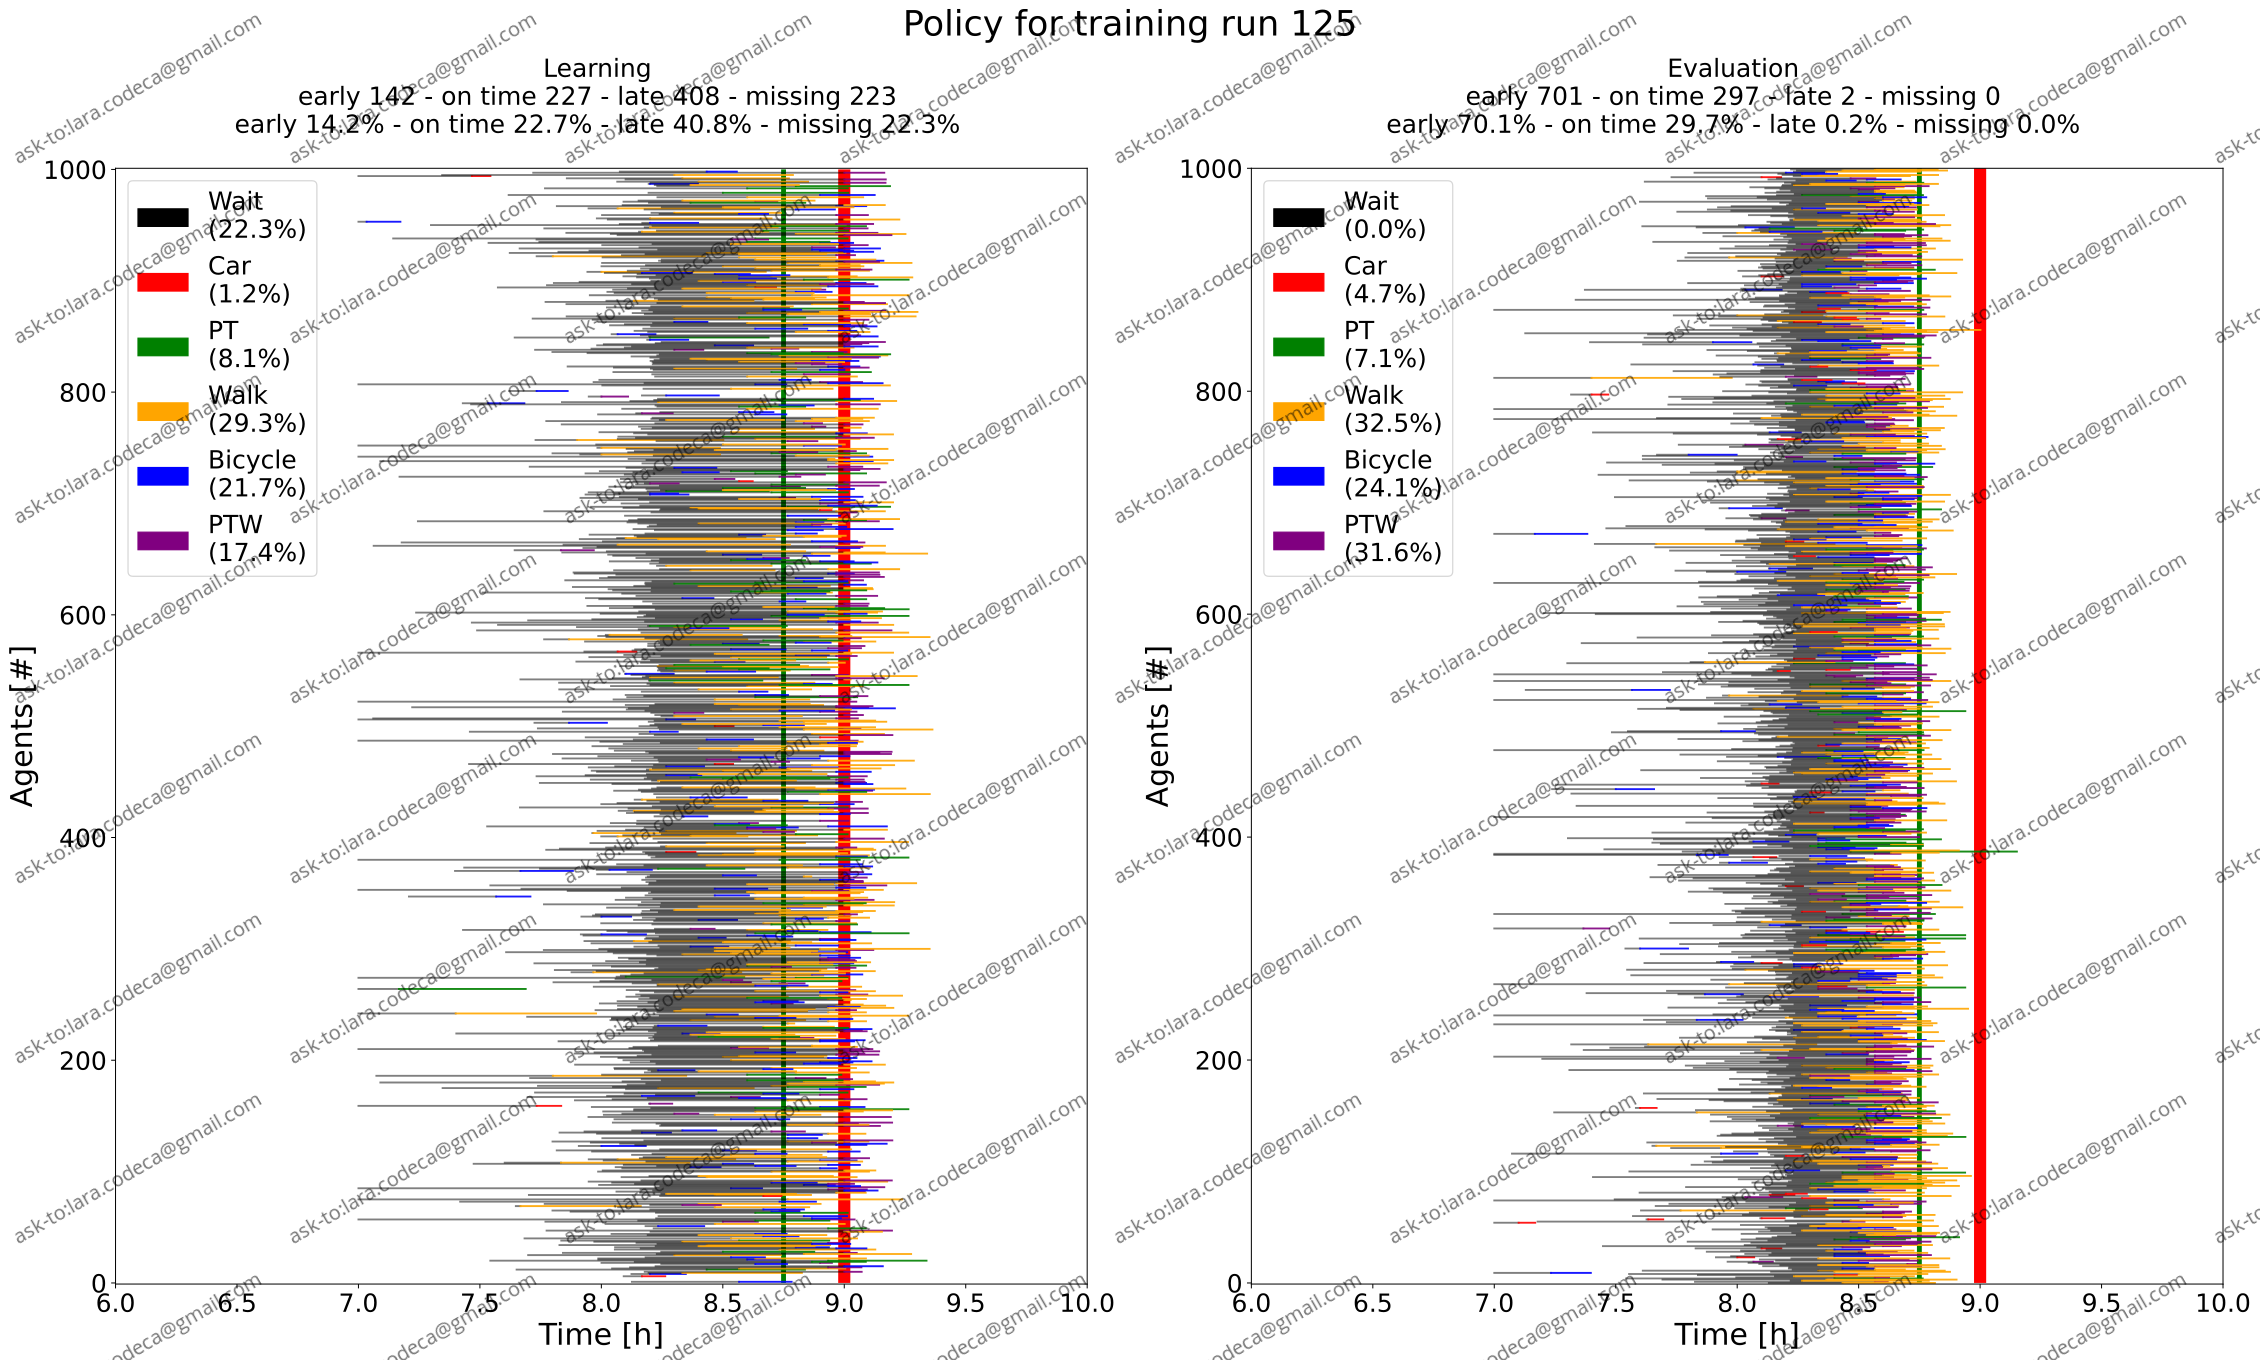 Policy for training run 125
Learning
early 142 - on time 227 - late 408 - missing 223
early 14.2% - on time 22.7% - late 40.8% - missing 22.3%
1000
800
600
400
200
0
Agents [#]
Wait
(22.3%)
Car
(1.2%)
PT
(8.1%)
Walk
(29.3%)
Bicycle
(21.7%)
PTW
(17.4%)
6.0 6.5 7.0 7.5 8.0 8.5 9.0 9.5 10.0
Time [h]
Evaluation
early 701 - on time 297 - late 2 - missing 0
early 70.1% - on time 29.7% - late 0.2% - missing 0.0%
1000
800
600
400
200
0
Agents [#]
Wait
(0.0%)
Car
(4.7%)
PT
(7.1%)
Walk
(32.5%)
Bicycle
(24.1%)
PTW
(31.6%)
6.0 6.5 7.0 7.5 8.0 8.5 9.0 9.5 10.0
Time [h]
ask-to:lara.codeca@gmail.com